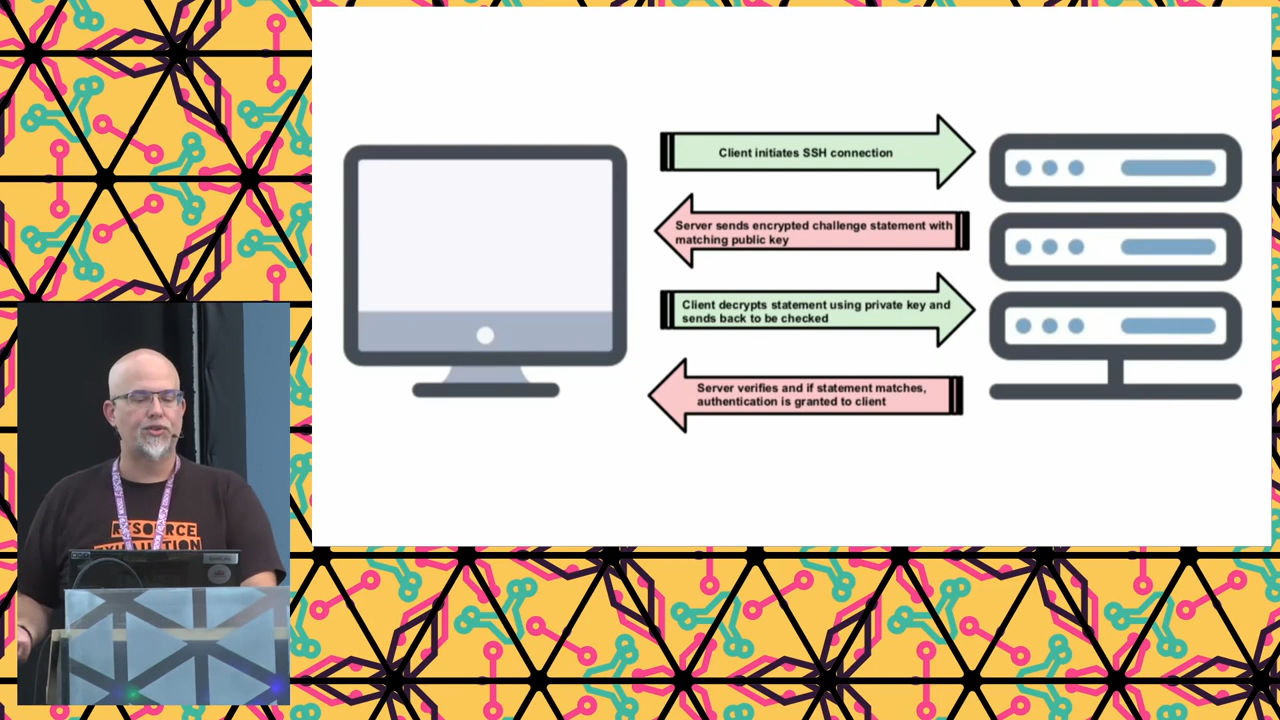 Client initiates SSH connection
Server sends encrypted challenge statement with
matching public key
Client decrypts statement using private key and
sends back to be checked
Server verifies and if statement matches,
authentication is granted to client
RESOURCE